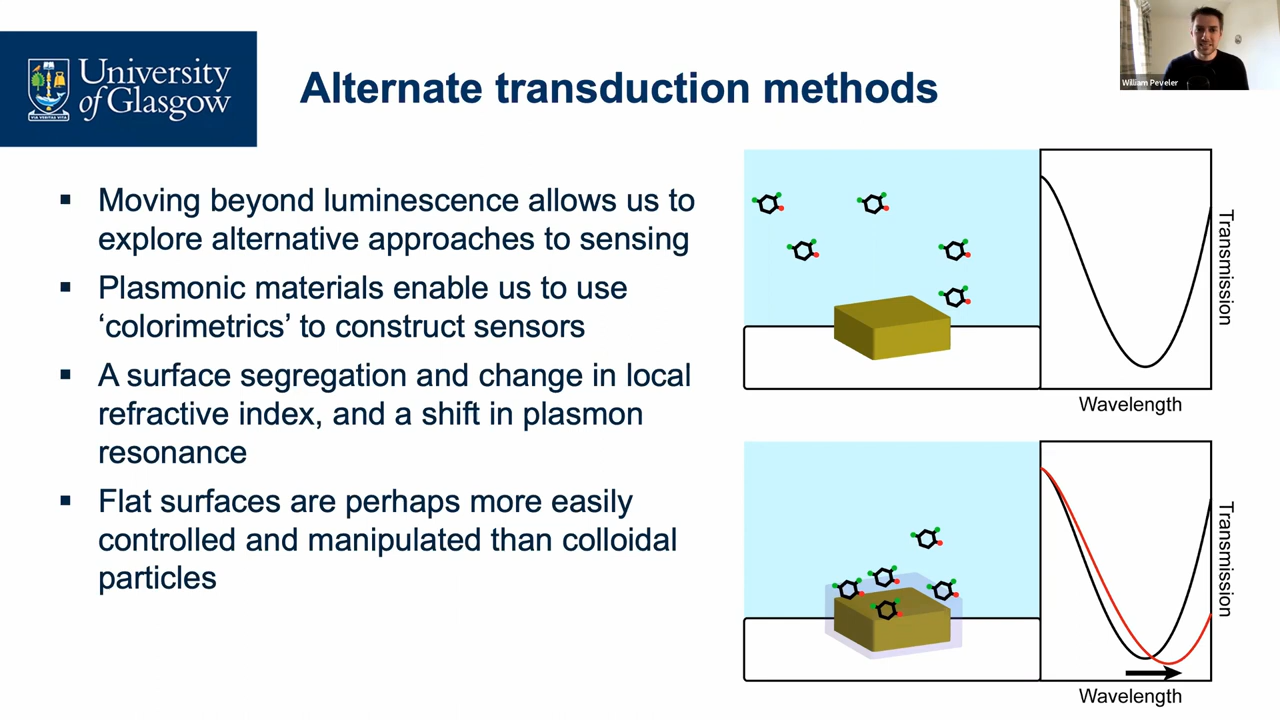 University
of Glasgow
VIA VERITAS VITA
Alternate transduction methods
William Peveler
▪ Moving beyond luminescence allows us to
explore alternative approaches to sensing
▪ Plasmonic materials enable us to use
‘colorimetrics’ to construct sensors
▪ A surface segregation and change in local
refractive index, and a shift in plasmon
resonance
▪ Flat surfaces are perhaps more easily
controlled and manipulated than colloidal
particles
Transmission
Wavelength
Transmission
Wavelength